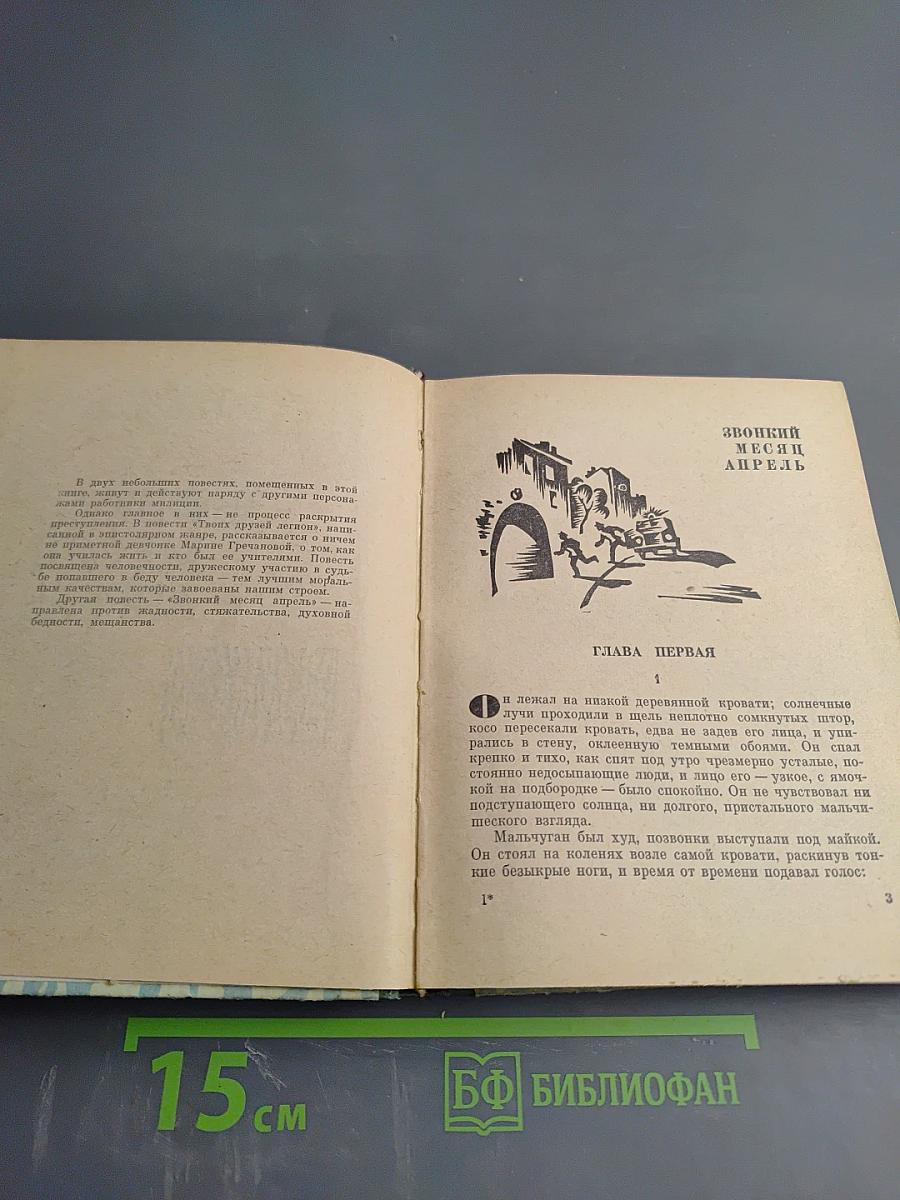 В двух небольших повестях, помещенных в этой
книге, живут и действуют наряду с другими персона-
жами работники милиции.
Однако главное в них — не процесс раскрытия
преступления. В повести «Твоих друзей легион», напи-
санной в эпистолярном жанре, рассказывается о ничем
не приметной девчонке Марине Гречановой, о том, как
она училась жить и кто был ее учителями. Повесть
посвящена человечности, дружескому участию в судь-
бе попавшего в беду человека — тем лучшим мораль-
ным качествам, которые завоеваны нашим строем.
Другая повесть — «Звонкий месяц апрель» — на-
правлена против жадности, стяжательства, духовной
бедности, мещанства.
ЗВОНКИЙ
МЕСЯЦ
АПРЕЛЬ
ГЛАВА ПЕРВАЯ
1
Он лежал на низкой деревянной кровати; солнечные
лучи проходили в щель неплотно сомкнутых штор,
косо пересекали кровать, едва не задев его лица, и упи-
рались в стену, оклеенную темными обоями. Он спал
крепко и тихо, как спят под утро чрезмерно усталые, по-
стоянно недосыпающие люди, и лицо его — узкое, с ямоч-
кой на подбородке — было спокойно. Он не чувствовал ни
подступающего солнца, ни долгого, пристального мальчи-
шеского взгляда.
Мальчуган был худ, позвонки выступали под майкой.
Он стоял на коленях возле самой кровати, раскинув тон-
кие безыкрые ноги, и время от времени подавал голос:
1*
3
15 см
БФ БИБЛИОФАН